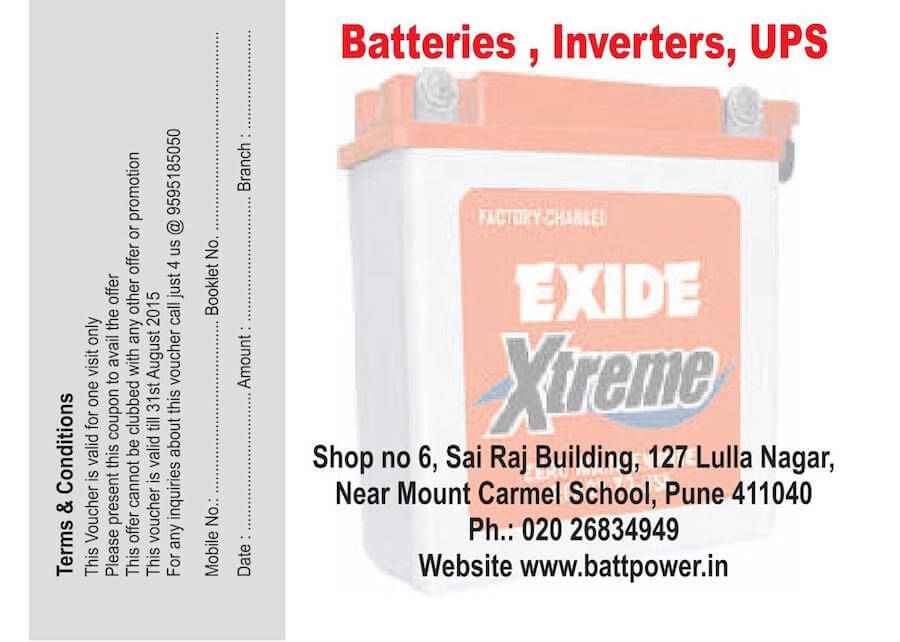 Terms & Conditions
This Voucher is valid for one visit only
Please present this coupon to avail the offer
This offer cannot be clubbed with any other offer or promotion
This voucher is valid till 31st August 2015
For any inquiries about this voucher call just 4 us @ 9595185050
Mobile No.: ........................................ Booklet No. ........................................
Date : .............................. Amount : .............................. Branch : ..............................
Batteries , Inverters, UPS
FACTORY CHARGED
EXIDE
Xtreme
Shop no 6, Sai Raj Building, 127 Lulla Nagar,
Near Mount Carmel School, Pune 411040
Ph.: 020 26834949
Website www.battpower.in